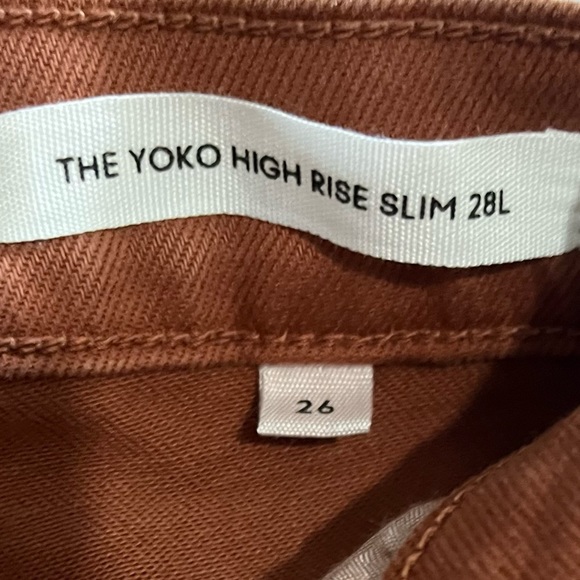 THE YOKO HIGH RISE SLIM 28L
26